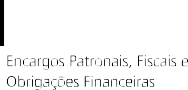 Encargos Patronais, Fiscais e
Obrigações Financeiras